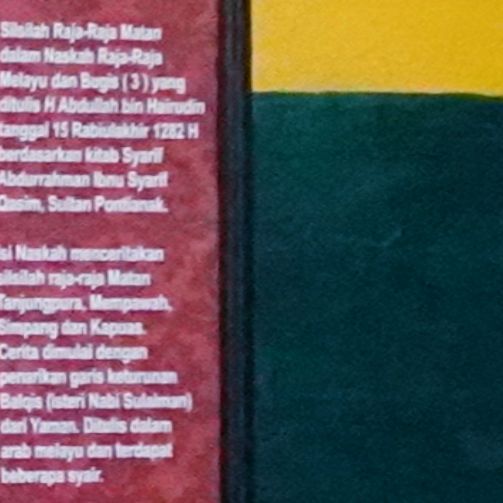 Silsilah Raja-Raja Matan
dalam Naskah Raja-Raja
Melayu dan Bugis ( 3 ) yang
ditulis H Abdullah bin Hairudin
tanggal 15 Rabiulakhir 1282 H
berdasarkan kitab Syarif
Abdurrahman Ibnu Syarif
Qasim, Sultan Pontianak.
Isi Naskah menceritakan
silsilah raja-raja Matan
Tanjungpura, Mempawah,
Simpang dan Kapuas.
Cerita dimulai dengan
penarikan garis keturunan
Balqis (isteri Nabi Sulaiman)
dari Yaman. Ditulis dalam
arab melayu dan terdapat
beberapa syair.